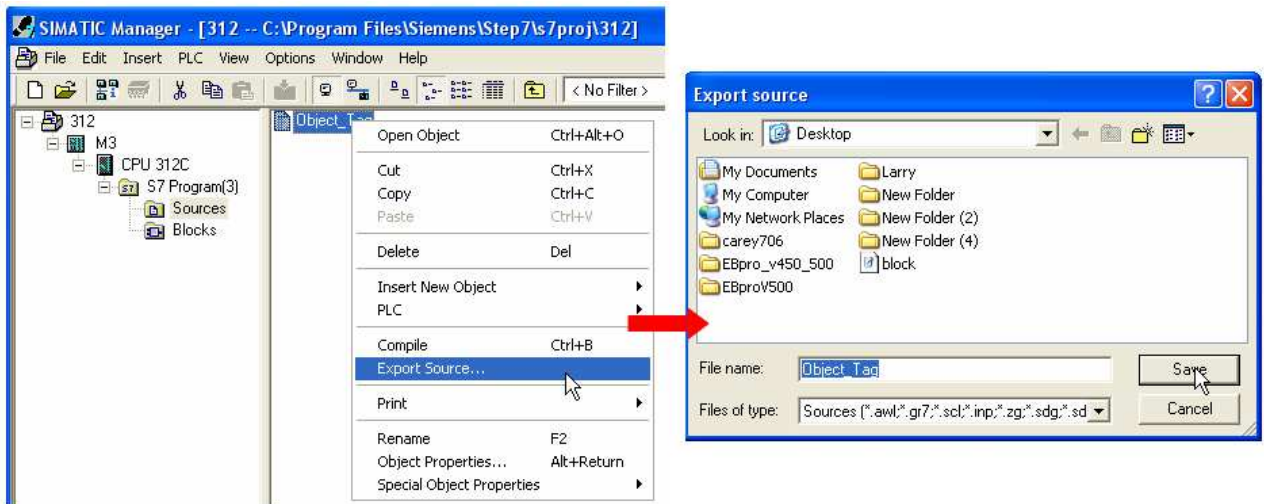 SIMATIC Manager - [312 -- C:\Program Files\Siemens\Step7\s7proj\312]
File Edit Insert PLC View Options Window Help
< No Filter >
312
M3
CPU 312C
S7 Program(3)
Sources
Blocks
Open Object Ctrl+Alt+O
Cut Ctrl+X
Copy Ctrl+C
Paste Ctrl+V
Delete Del
Insert New Object
PLC
Compile Ctrl+B
Export Source...
Print
Rename F2
Object Properties... Alt+Return
Special Object Properties
Export source
Look in: Desktop
My Documents
My Computer
My Network Places
carey706
EBpro_v450_500
EBproV500
Larry
New Folder
New Folder (2)
New Folder (4)
block
File name: Object_Tag
Save
Files of type: Sources (*.awl;*.gr7;*.scl;*.inp;*.zg;*.sdg;*.sd
Cancel